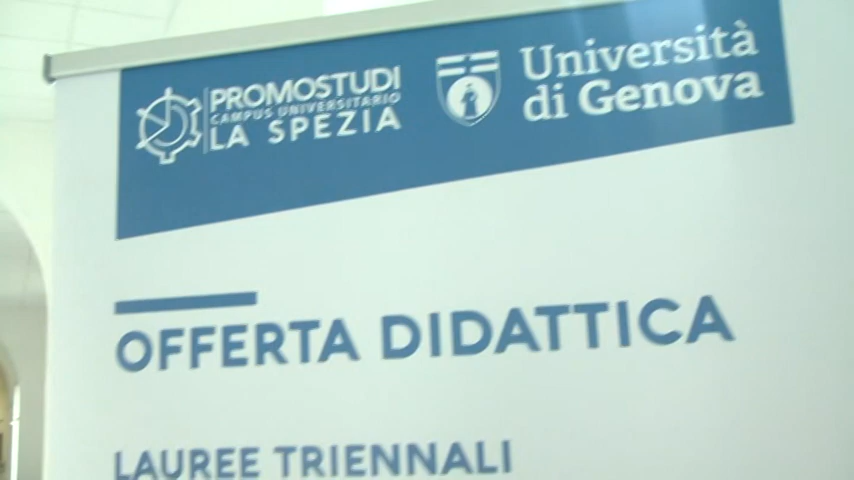 PROMOSTUDI
CAMPUS UNIVERSITARIO
LA SPEZIA
Università
di Genova
OFFERTA DIDATTICA
LAUREE TRIENNALI